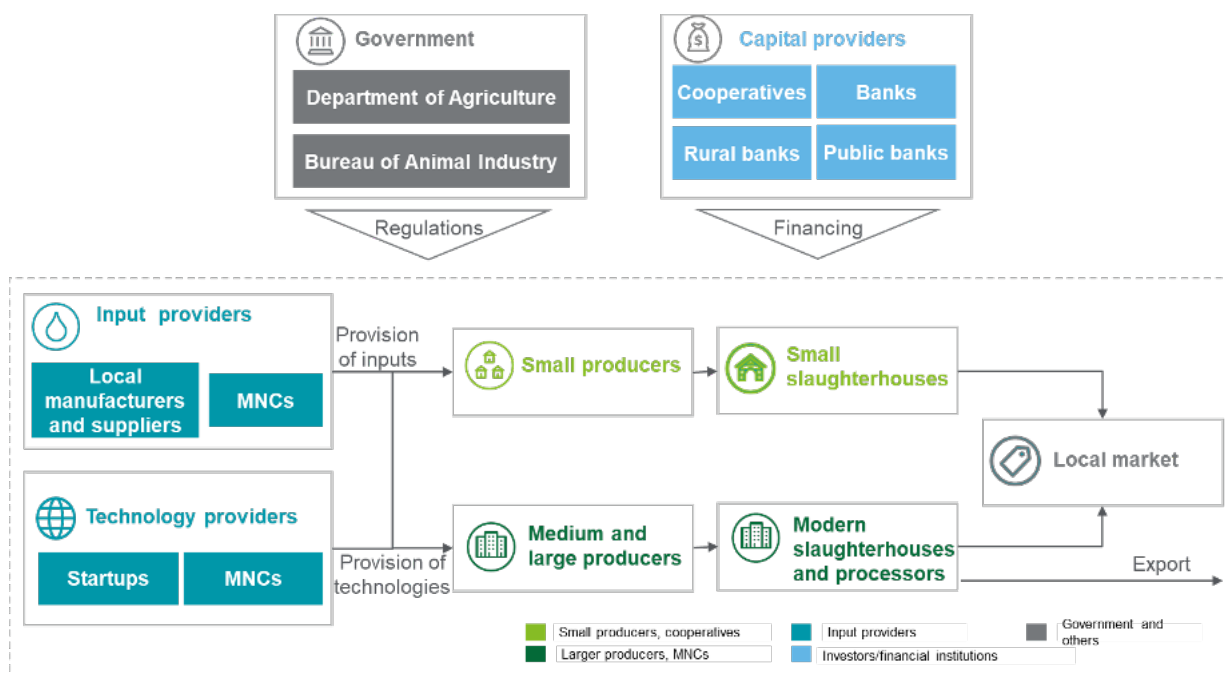 Government
Department of Agriculture
Bureau of Animal Industry
Regulations
Capital providers
Cooperatives
Banks
Rural banks
Public banks
Financing
Input providers
Local
manufacturers
and suppliers
MNCs
Provision
of inputs
Technology providers
Startups
MNCs
Provision of
technologies
Small producers
Small
slaughterhouses
Medium and
large producers
Modern
slaughterhouses
and processors
Local market
Export
Small producers, cooperatives
Larger producers, MNCs
Input providers
Investors/financial institutions
Government and
others